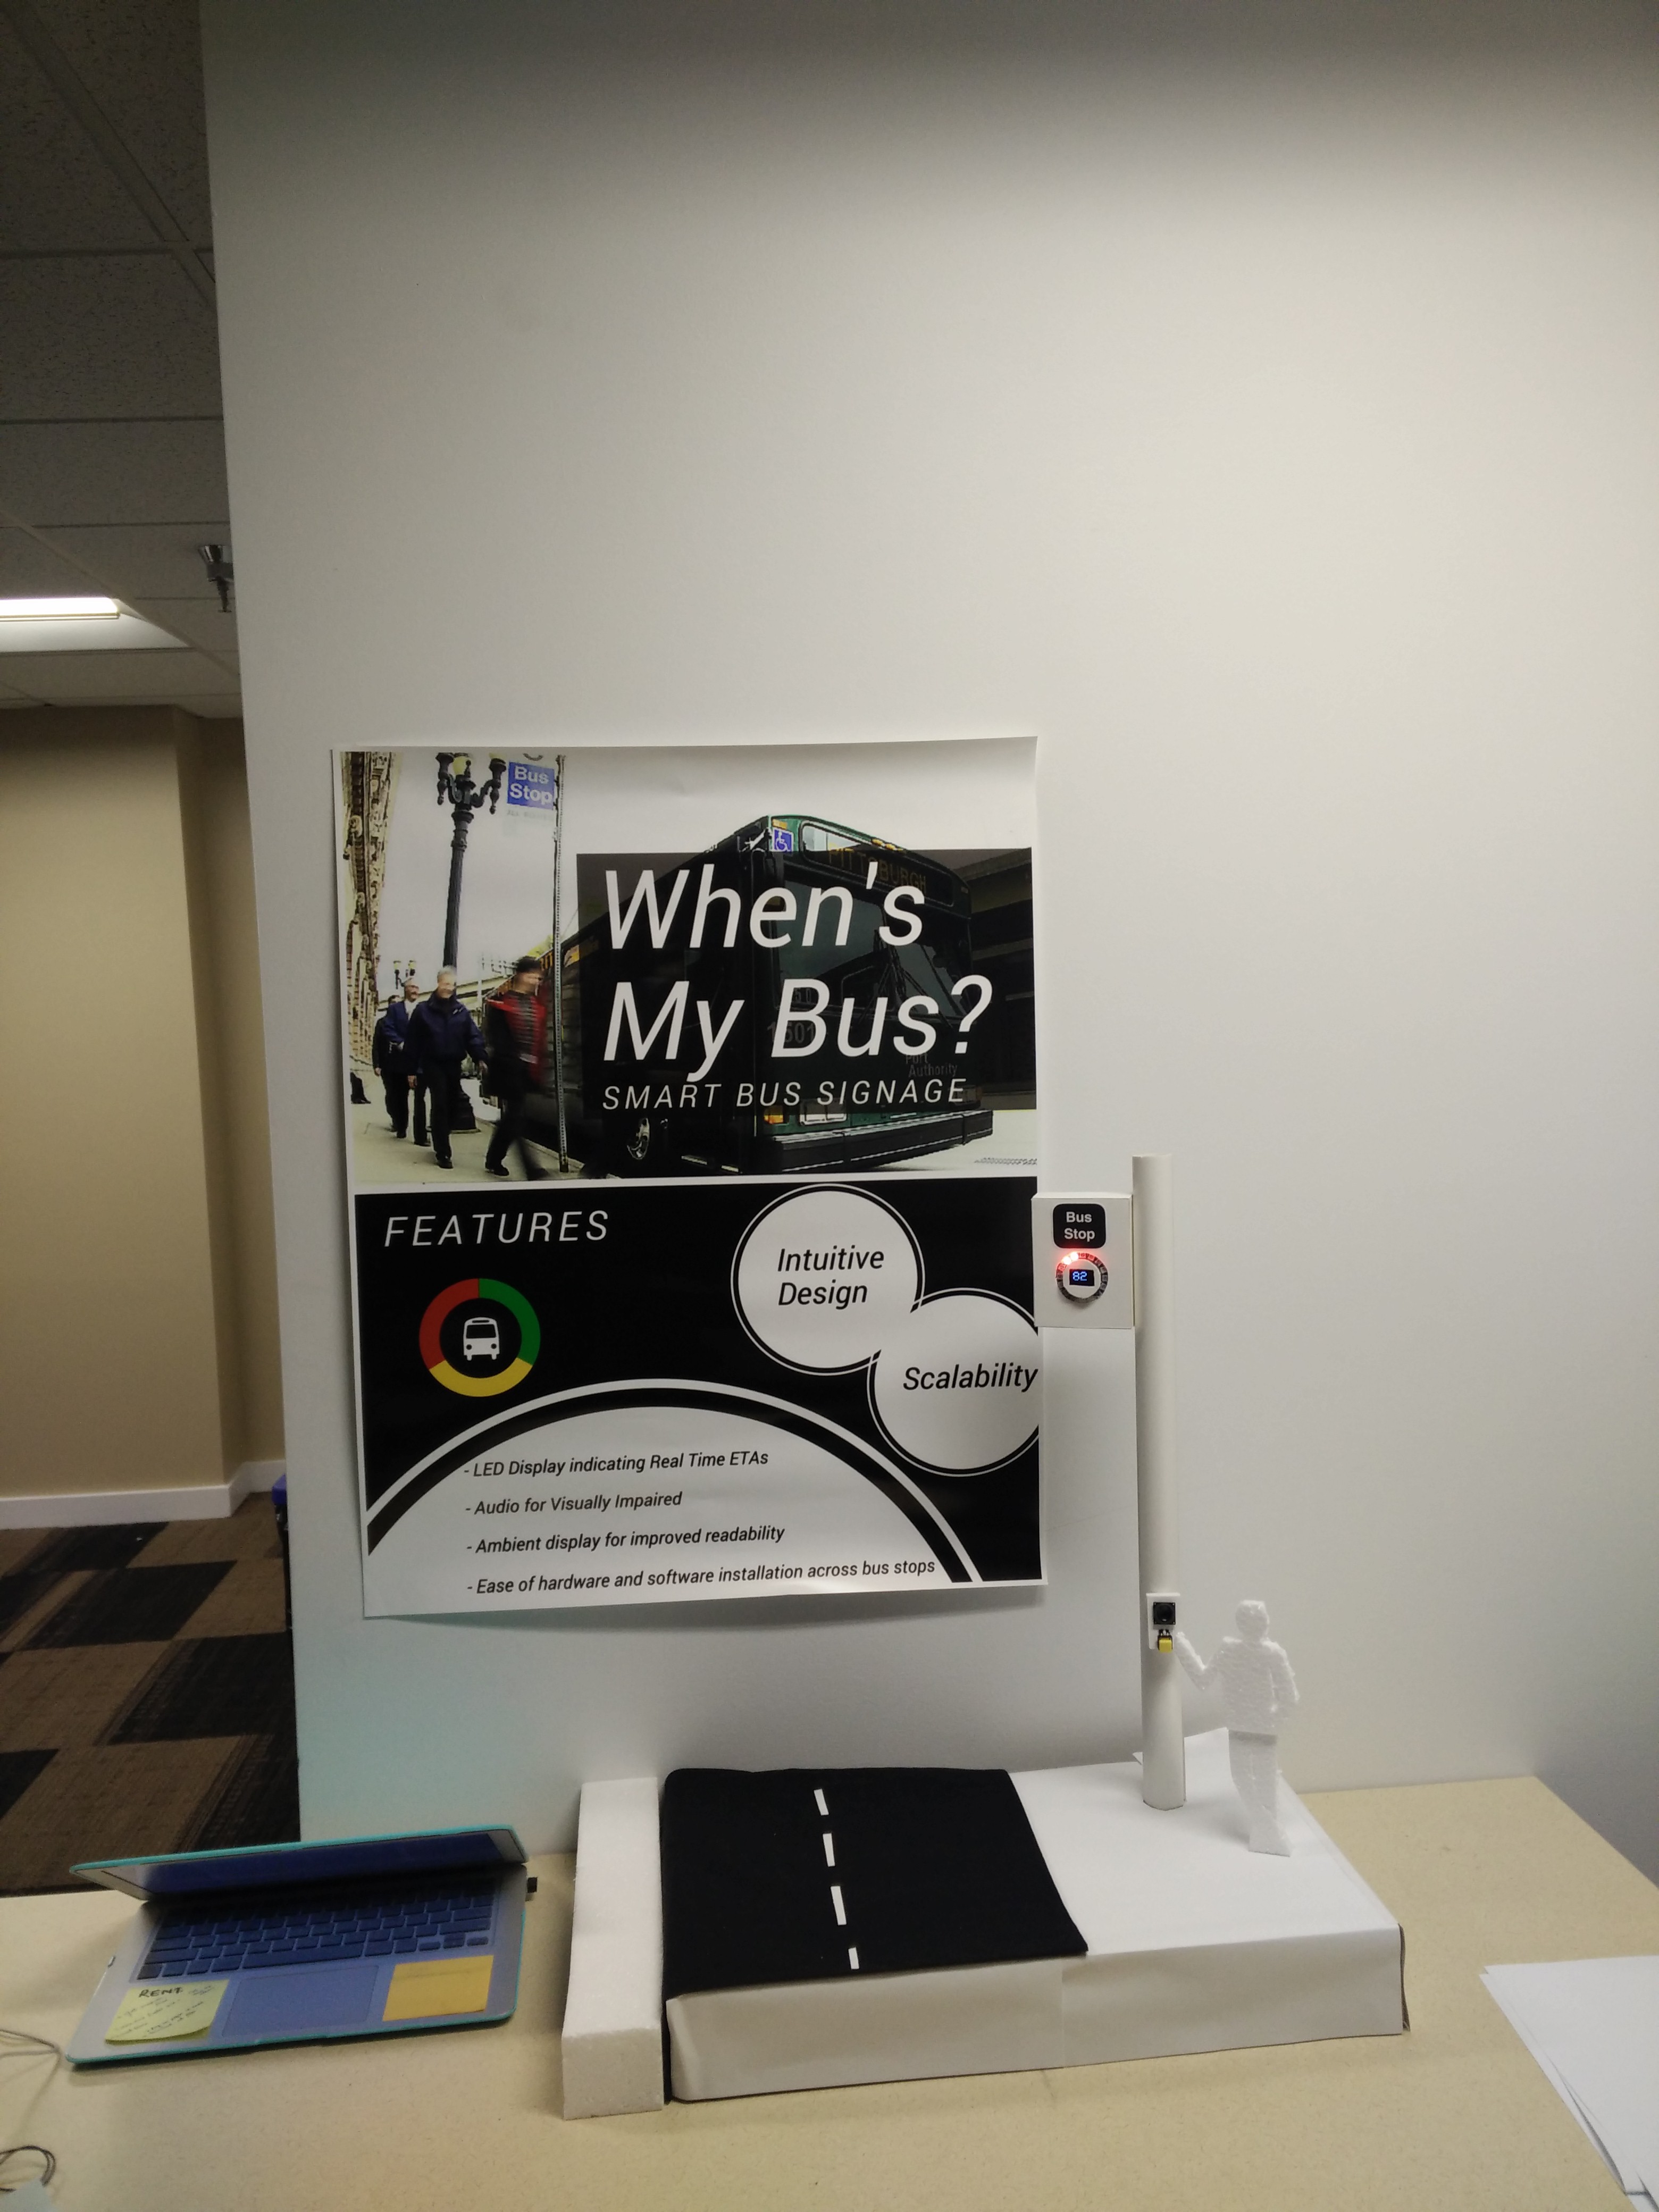 Bus
Stop
PITTSBURGH
When's
My Bus?
Port
Authority
SMART BUS SIGNAGE
FEATURES
Intuitive
Design
Scalability
- LED Display indicating Real Time ETAs
- Audio for Visually Impaired
- Ambient display for improved readability
- Ease of hardware and software installation across bus stops
Bus
Stop
82
RENT